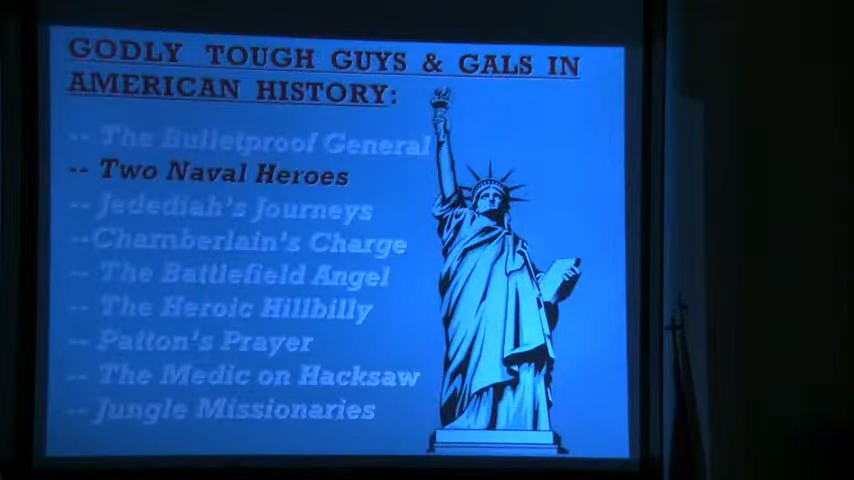 GODLY TOUGH GUYS & GALS IN
AMERICAN HISTORY:
-- The Bulletproof General
-- Two Naval Heroes
-- Jedediah's Journeys
--Chamberlain's Charge
-- The Battlefield Angel
-- The Heroic Hillbilly
-- Patton's Prayer
-- The Medic on Hacksaw
-- Jungle Missionaries